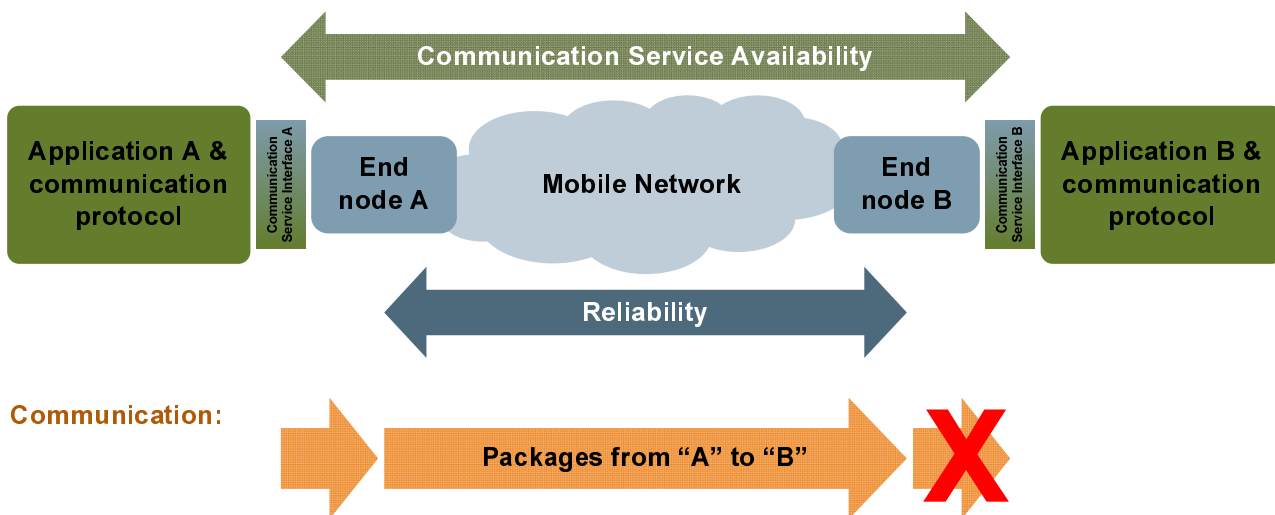 Communication Service Availability
Application A &
communication
protocol
Communication
Service Interface A
End
node A
Mobile Network
End
node B
Communication
Service Interface B
Application B &
communication
protocol
Reliability
Communication:
Packages from “A” to “B”
X